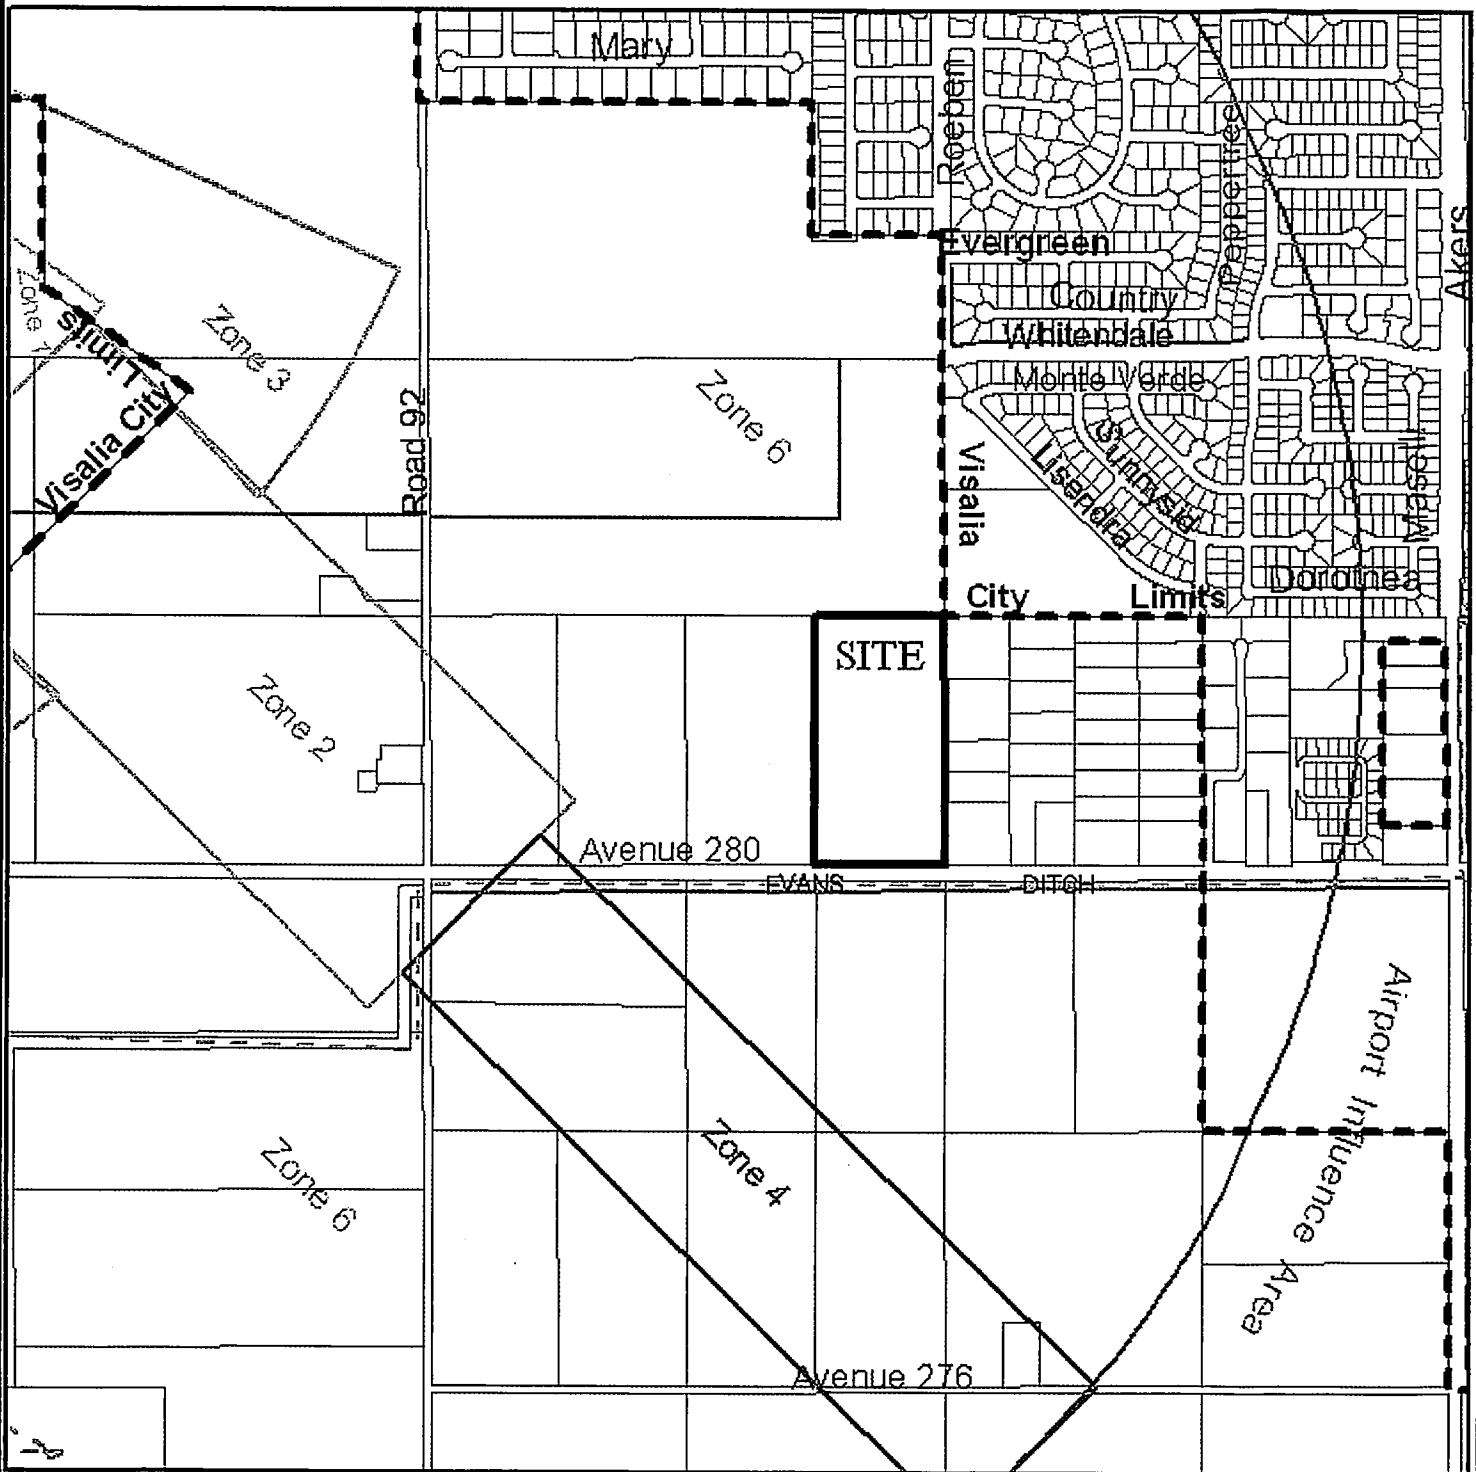 Mary
Roeben
Peppertree
Akers
Evergreen
Country
Whitendale
Monte Verde
Zone 3
Visalia City Limits
Road 92
Zone 6
Visalia
Lisendra
Sunnysid
Linwood
Dorothea
City Limits
SITE
Zone 2
Avenue 280
EVANS DITCH
Airport Influence Area
Zone 4
Zone 6
Avenue 276